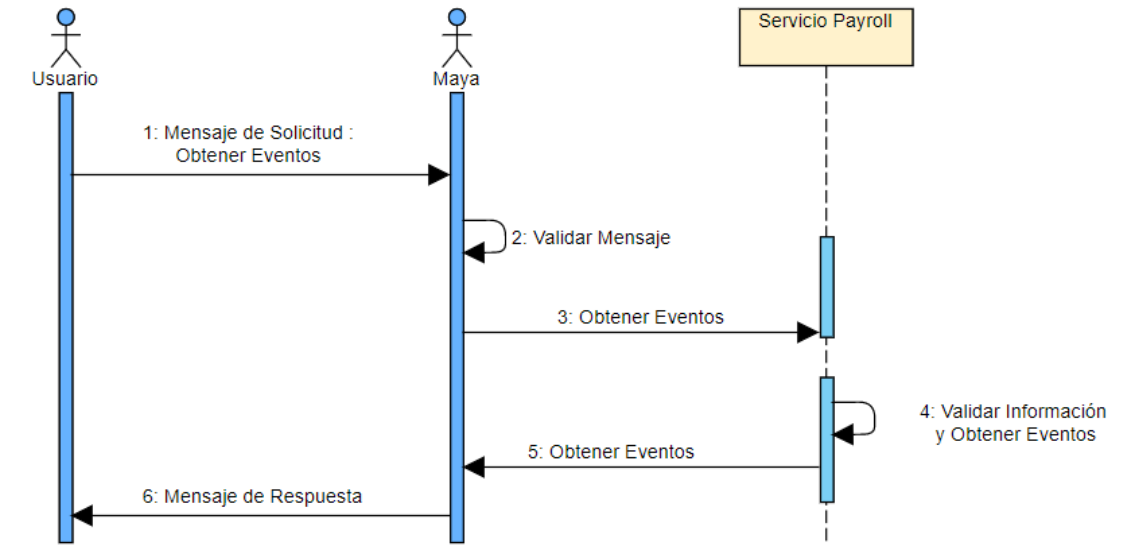 Servicio Payroll
Usuario
Maya
1: Mensaje de Solicitud :
Obtener Eventos
2: Validar Mensaje
3: Obtener Eventos
4: Validar Información
y Obtener Eventos
5: Obtener Eventos
6: Mensaje de Respuesta